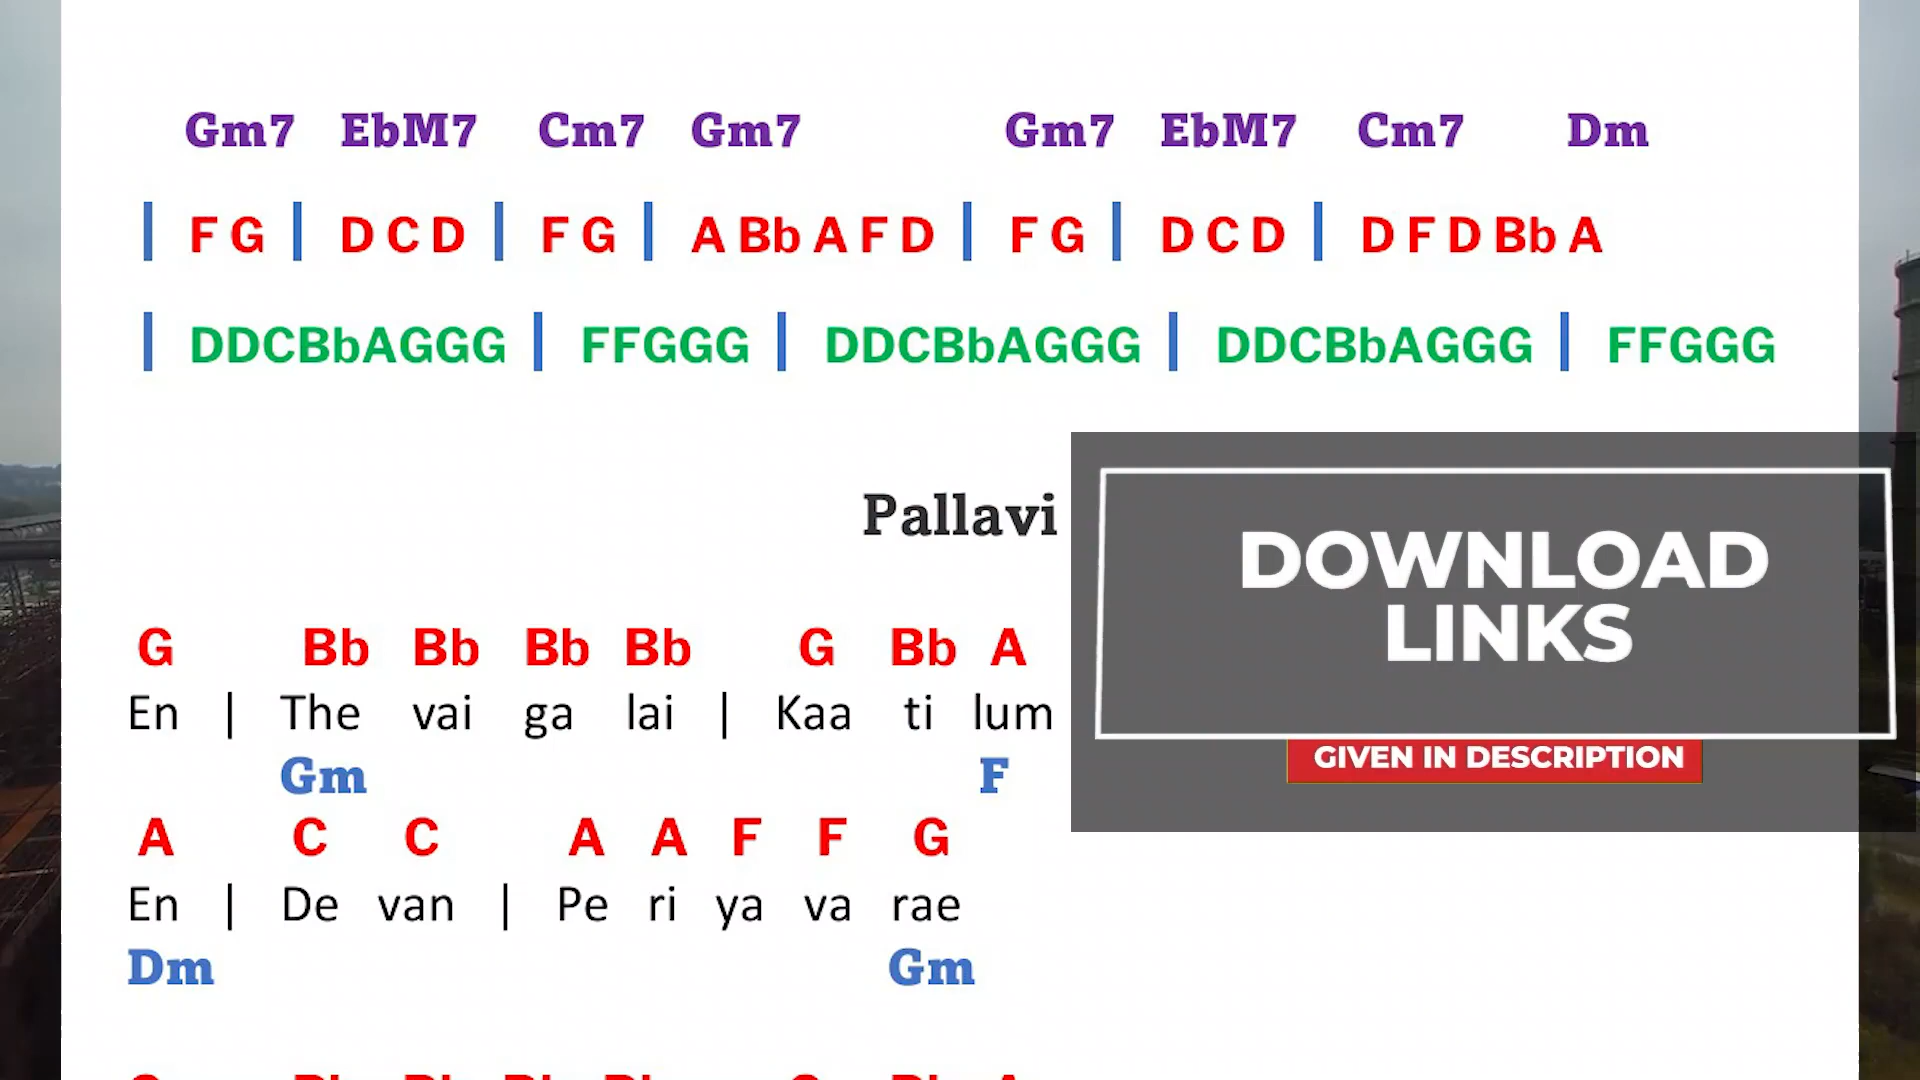 Gm7 EbM7 Cm7 Gm7 Gm7 EbM7 Cm7 Dm
| F G | D C D | F G | A Bb A F D | F G | D C D | D F D Bb A
| DDCBbAGGG | FFGGG | DDCBbAGGG | DDCBbAGGG | FFGGG
Pallavi
G Bb Bb Bb Bb G Bb A
En | The vai ga lai | Kaa ti lum
Gm F
A C C A A F F G
En | De van | Pe ri ya va rae
Dm Gm
DOWNLOAD
LINKS
GIVEN IN DESCRIPTION